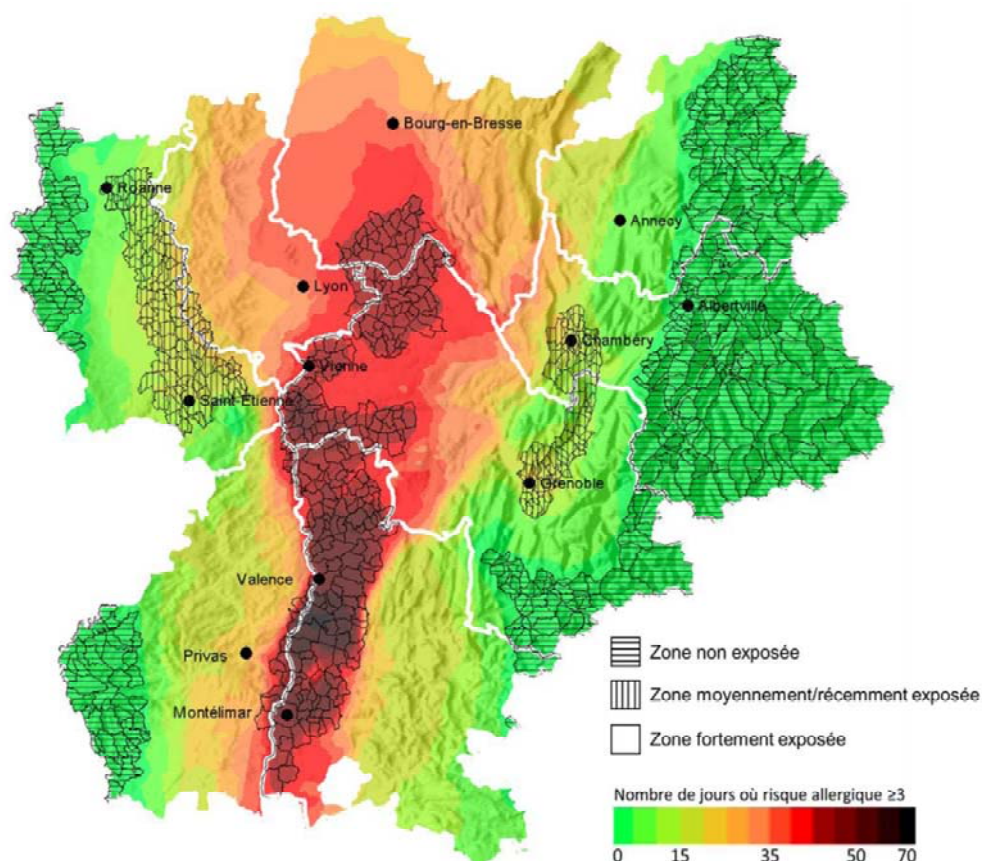 Bourg-en-Bresse
Roanne
Annecy
Lyon
Albertville
Chambéry
Vienne
Saint-Etienne
Grenoble
Valence
Privas
Montélimar
Zone non exposée
Zone moyennement/récemment exposée
Zone fortement exposée
Nombre de jours où risque allergique ≥3
0 15 35 50 70